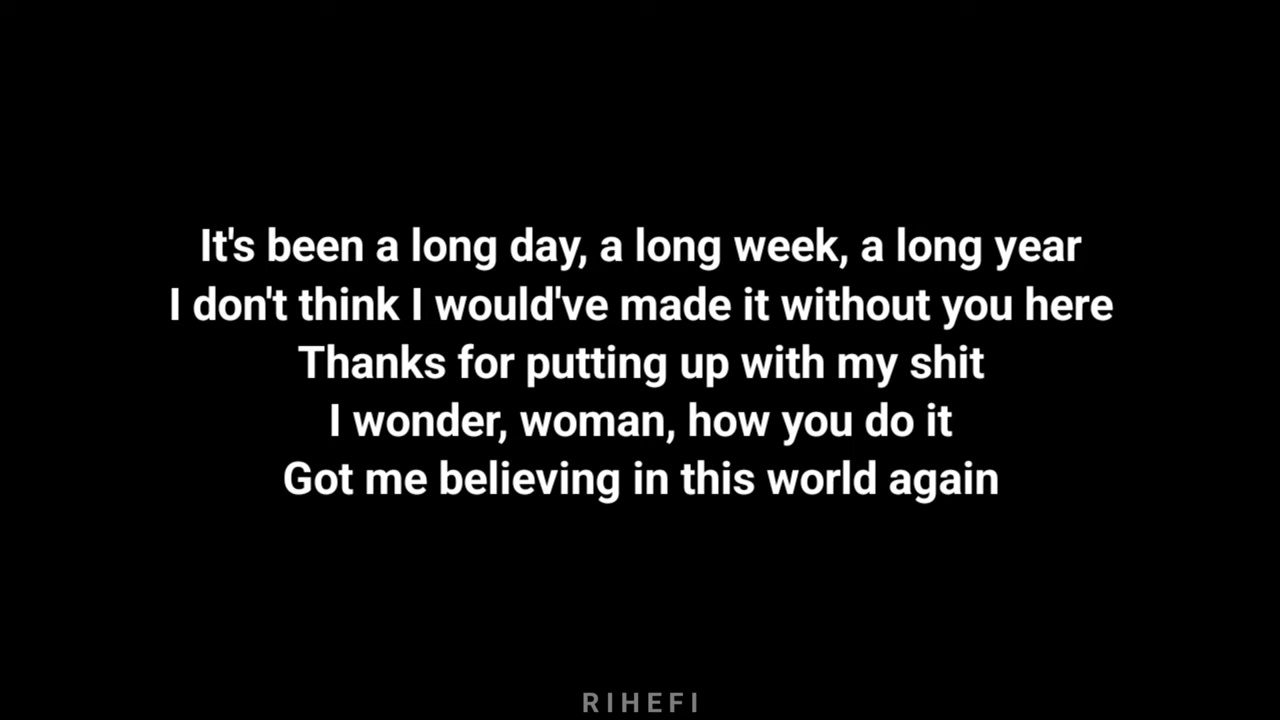 It's been a long day, a long week, a long year
I don't think I would've made it without you here
Thanks for putting up with my shit
I wonder, woman, how you do it
Got me believing in this world again
RIHEFI